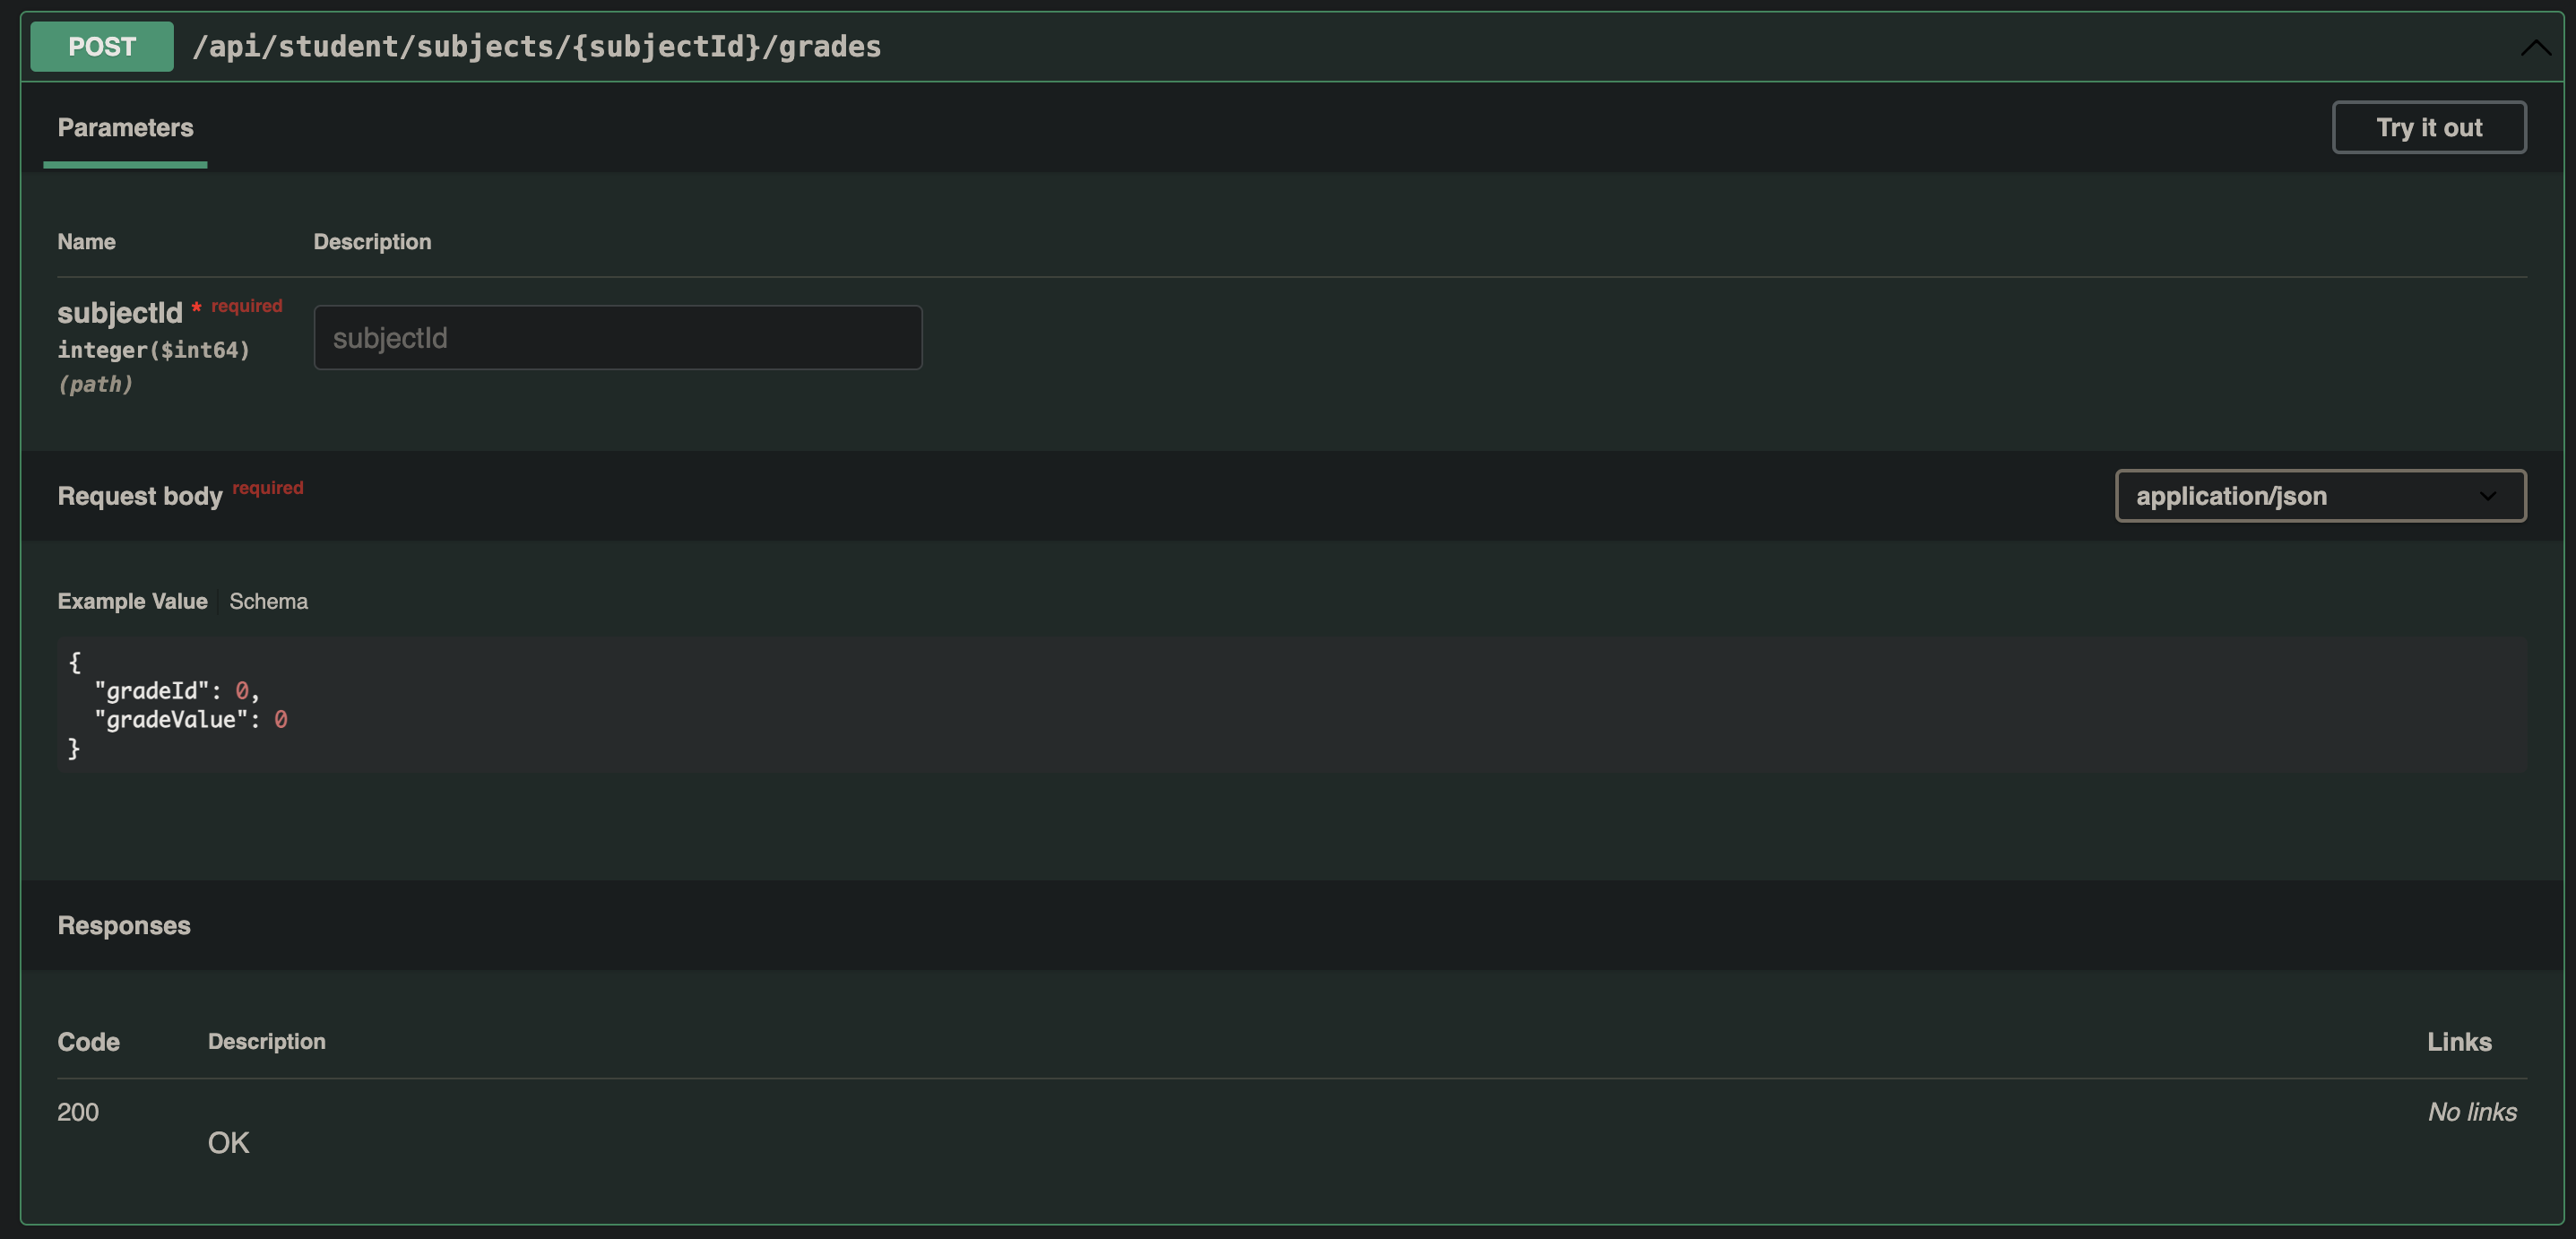 POST /api/student/subjects/{subjectId}/grades
Parameters
Try it out
Name Description
subjectId * required
subjectId
integer($int64)
(path)
Request body required
application/json
Example Value Schema
{
  "gradeId": 0,
  "gradeValue": 0
}
Responses
Code Description Links
200 No links
OK